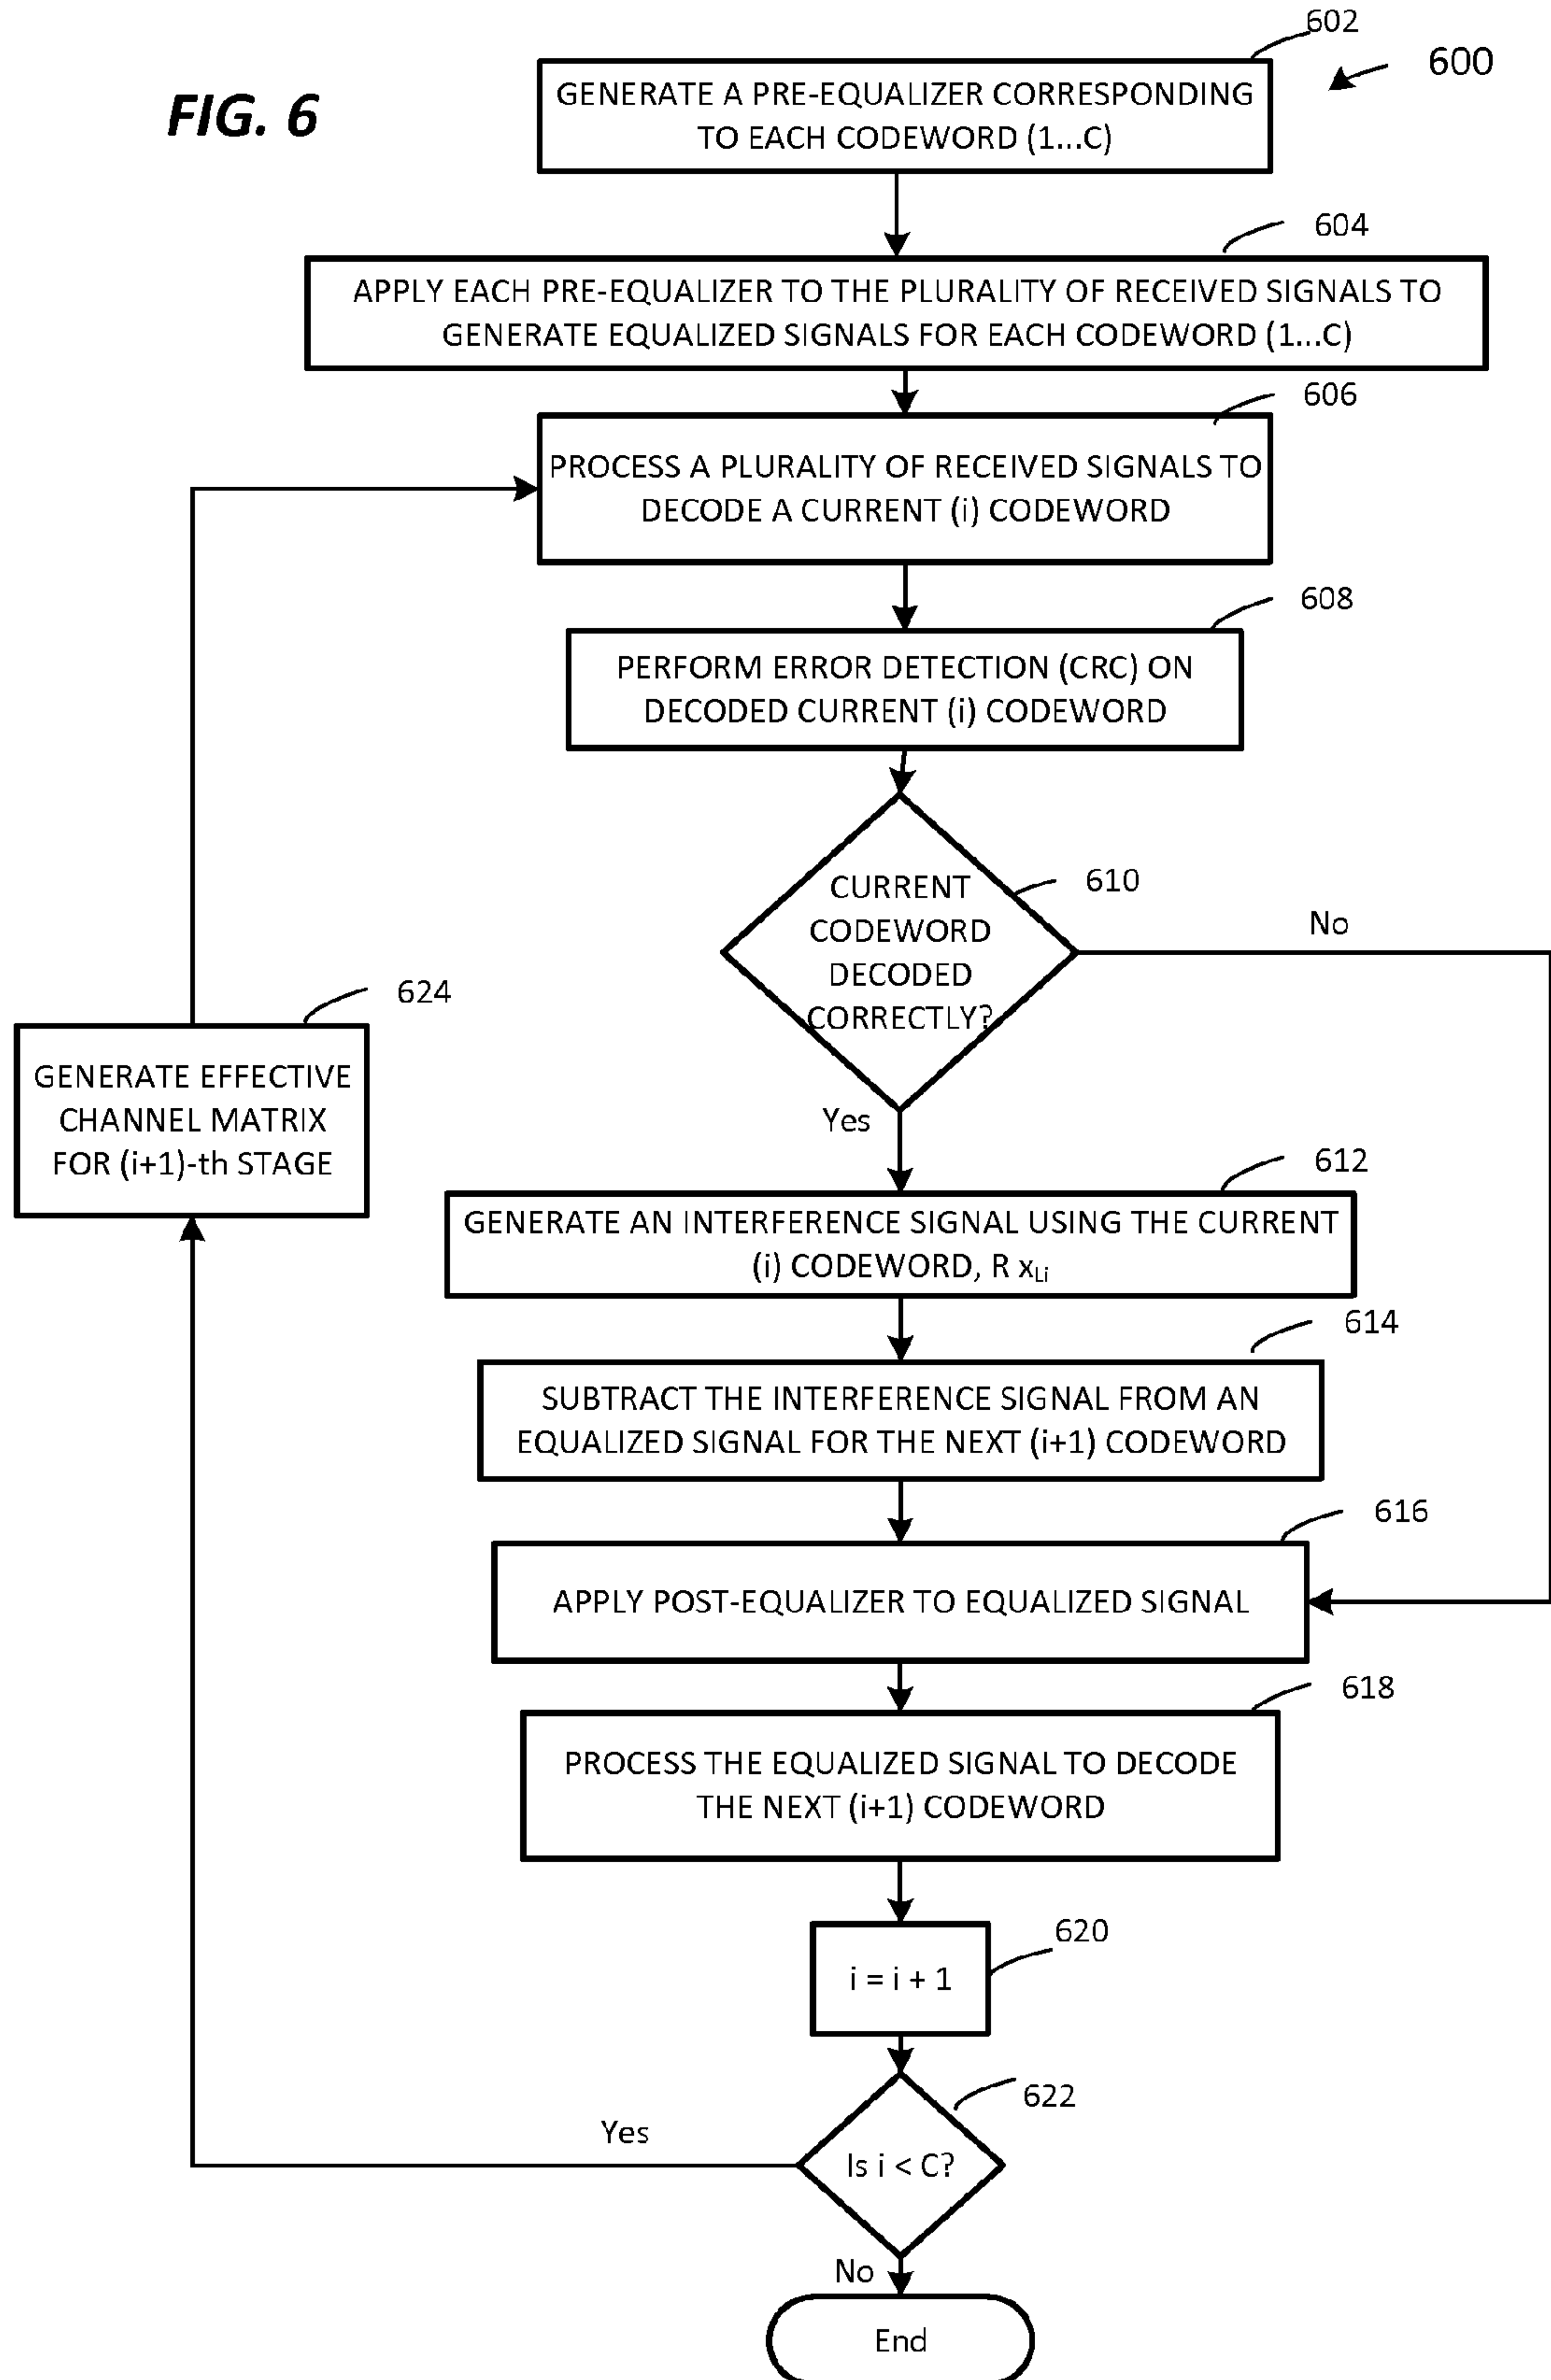 602
600
FIG. 6
GENERATE A PRE-EQUALIZER CORRESPONDING
TO EACH CODEWORD (1...C)
604
APPLY EACH PRE-EQUALIZER TO THE PLURALITY OF RECEIVED SIGNALS TO
GENERATE EQUALIZED SIGNALS FOR EACH CODEWORD (1...C)
606
PROCESS A PLURALITY OF RECEIVED SIGNALS TO
DECODE A CURRENT (i) CODEWORD
608
PERFORM ERROR DETECTION (CRC) ON
DECODED CURRENT (i) CODEWORD
610
CURRENT
CODEWORD
DECODED
CORRECTLY?
No
Yes
624
GENERATE EFFECTIVE
CHANNEL MATRIX
FOR (i+1)-th STAGE
612
GENERATE AN INTERFERENCE SIGNAL USING THE CURRENT
(i) CODEWORD, R xLi
614
SUBTRACT THE INTERFERENCE SIGNAL FROM AN
EQUALIZED SIGNAL FOR THE NEXT (i+1) CODEWORD
616
APPLY POST-EQUALIZER TO EQUALIZED SIGNAL
618
PROCESS THE EQUALIZED SIGNAL TO DECODE
THE NEXT (i+1) CODEWORD
620
i = i + 1
622
Is i < C?
Yes
No
End